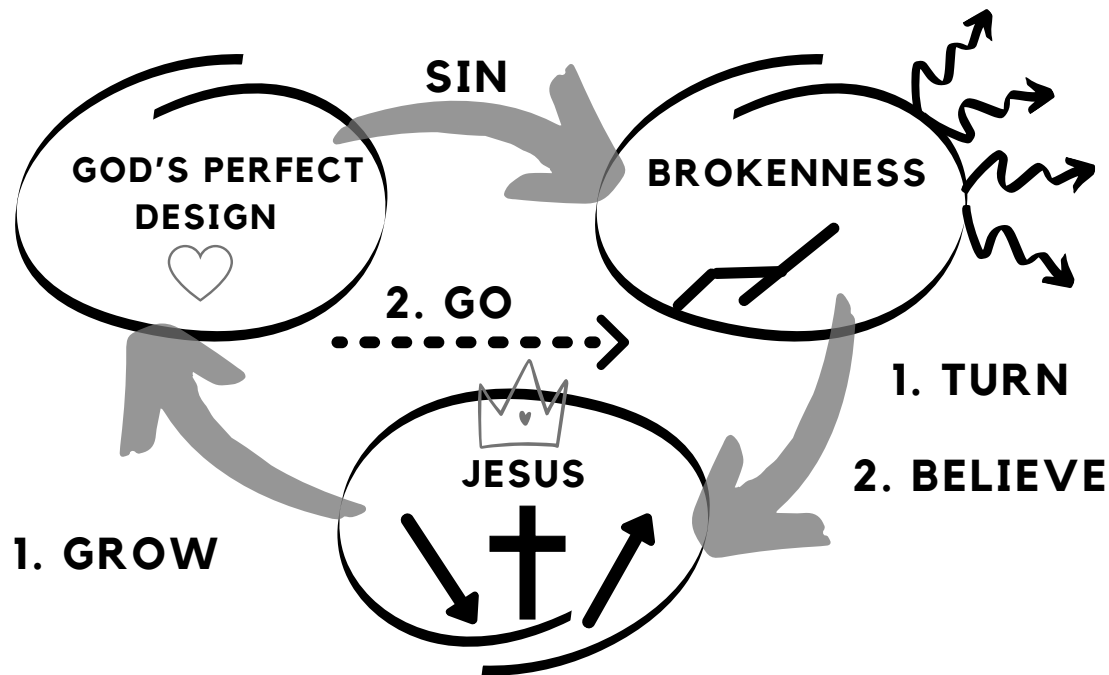 SIN
GOD'S PERFECT
DESIGN
BROKENNESS
2. GO
1. TURN
2. BELIEVE
JESUS
1. GROW